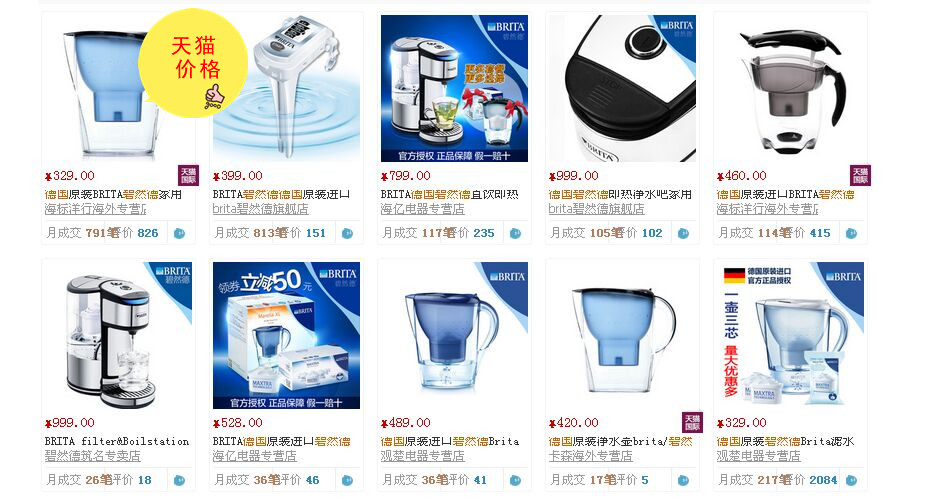 天猫
价格
gooo
BRITA
BRITA
碧然德
更多套餐
更多选择
官方授权 正品保障 假一赔十
BRITA
碧然德
BRITA
¥329.00
天猫
国际
¥399.00
¥799.00
¥999.00
¥460.00
天猫
国际
德国原装BRITA碧然德家用
BRITA碧然德德国原装进口
BRITA德国碧然德直饮即热
德国碧然德即热净水吧家用
德国原装进口BRITA碧然德
海标洋行海外专营店
brita碧然德旗舰店
海亿电器专营店
brita碧然德旗舰店
海标洋行海外专营店
月成交 791笔 评价 826
月成交 813笔 评价 151
月成交 117笔 评价 235
月成交 105笔 评价 102
月成交 114笔 评价 415
BRITA
碧然德
领券立减50元
BRITA
碧然德
Marella XL
BRITA
MAXTRA
MAXTRA
官方授权 正品保障 假一赔十
BRITA
德国原装进口
官方正品授权
BRITA
一壶三芯
量大优惠多
MAXTRA
¥999.00
¥528.00
¥489.00
¥420.00
天猫
国际
¥329.00
BRITA filter&Boilstation
BRITA德国原装进口碧然德
德国原装进口碧然德Brita
德国原装净水壶brita/碧然
德国原装碧然德Brita滤水
碧然德筑名专卖店
海亿电器专营店
观楚电器专营店
卡森海外专营店
观楚电器专营店
月成交 26笔 评价 18
月成交 36笔 评价 46
月成交 36笔 评价 41
月成交 17笔 评价 5
月成交 217笔 评价 2084